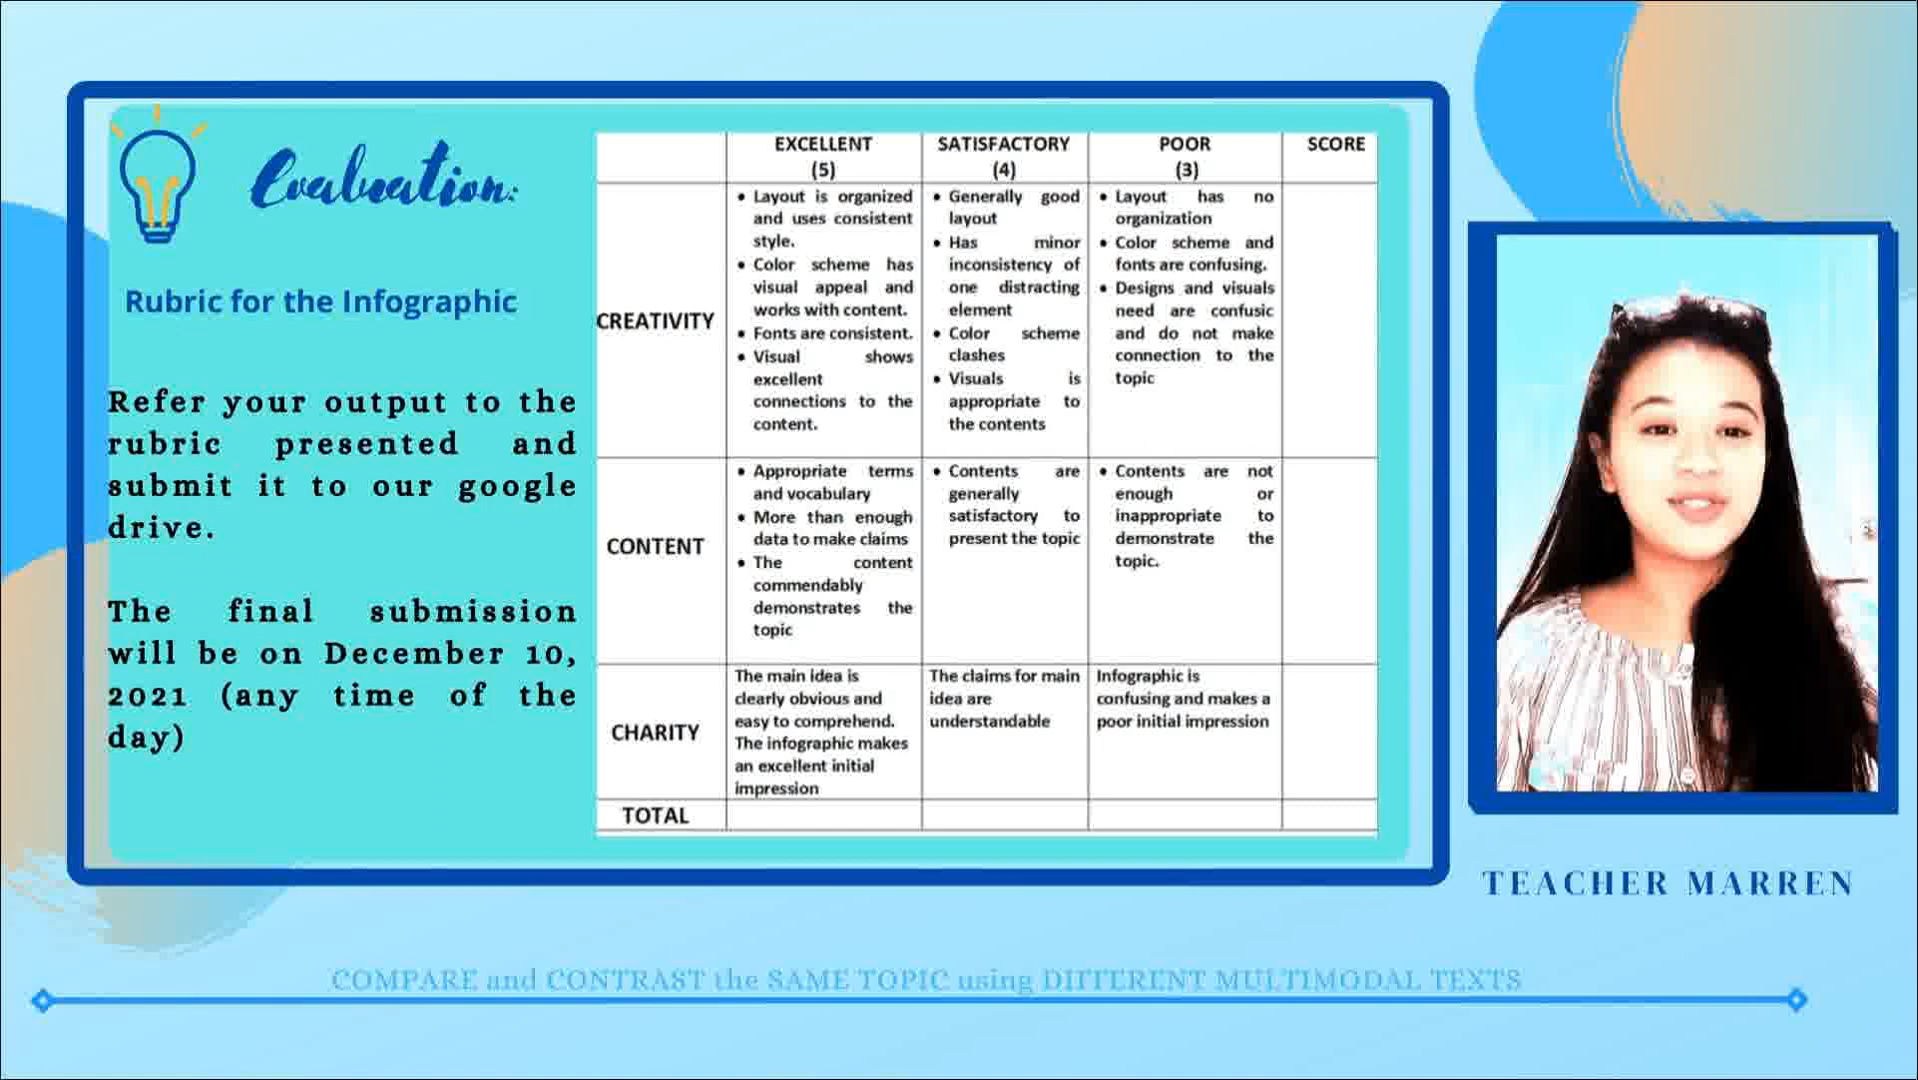 Evaluation:
Rubric for the Infographic
Refer your output to the
rubric presented and
submit it to our google
drive.
The final submission
will be on December 10,
2021 (any time of the
day)
EXCELLENT
(5)
SATISFACTORY
(4)
POOR
(3)
SCORE
CREATIVITY
• Layout is organized
and uses consistent
style.
• Color scheme has
visual appeal and
works with content.
• Fonts are consistent.
• Visual shows
excellent
connections to the
content.
• Generally good
layout
• Has minor
inconsistency of
one distracting
element
• Color scheme
clashes
• Visuals is
appropriate to
the contents
• Layout has no
organization
• Color scheme and
fonts are confusing.
• Designs and visuals
need are confusic
and do not make
connection to the
topic
CONTENT
• Appropriate terms
and vocabulary
• More than enough
data to make claims
• The content
commendably
demonstrates the
topic
• Contents are
generally
satisfactory to
present the topic
• Contents are not
enough or
inappropriate to
demonstrate the
topic.
CHARITY
The main idea is
clearly obvious and
easy to comprehend.
The infographic makes
an excellent initial
impression
The claims for main
idea are
understandable
Infographic is
confusing and makes a
poor initial impression
TOTAL
TEACHER MARREN
COMPARE and CONTRAST the SAME TOPIC using DIFFERENT MULTIMODAL TEXTS